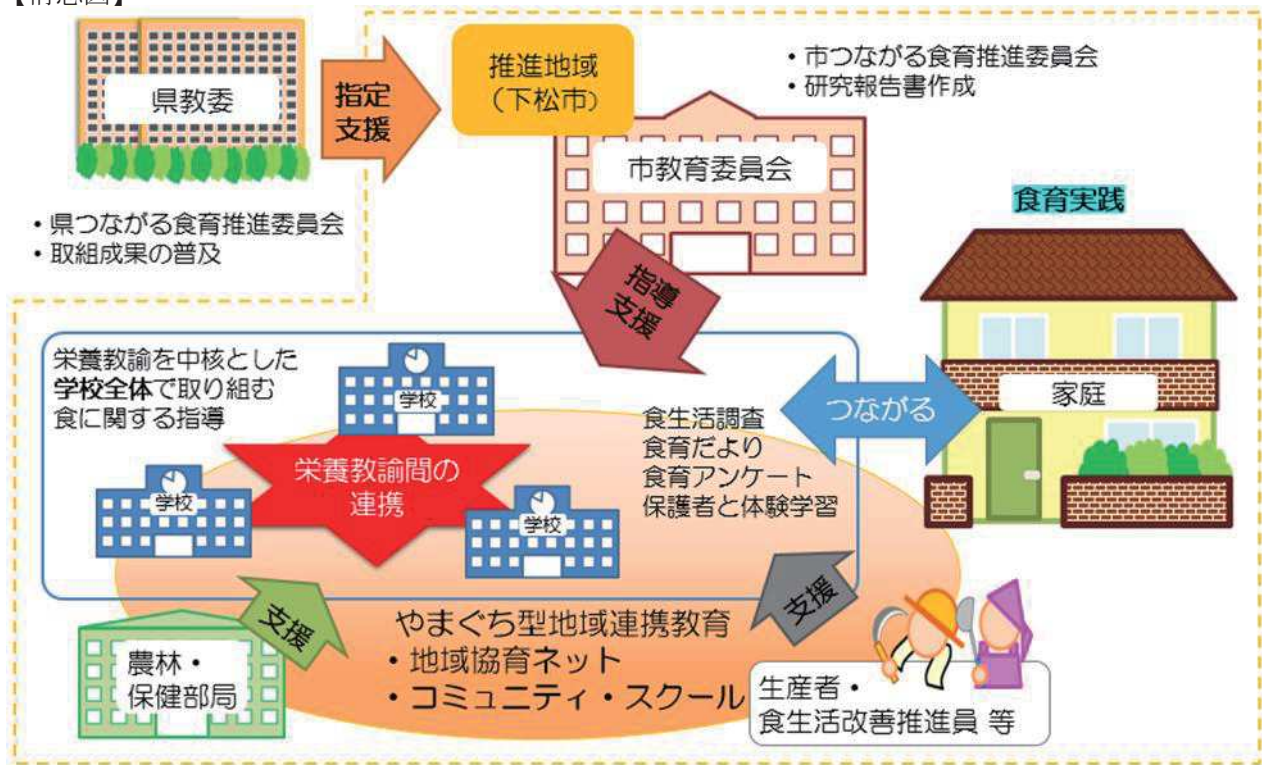 【構想図】
県教委
指定
支援
推進地域
(下松市)
・市つながる食育推進委員会
・研究報告書作成
市教育委員会
・県つながる食育推進委員会
・取組成果の普及
食育実践
指導
支援
栄養教諭を中核とした
学校全体で取り組む
食に関する指導
学校
学校
学校
栄養教諭間の
連携
食生活調査
食育だより
食育アンケート
保護者と体験学習
つながる
家庭
支援
支援
農林・
保健部局
やまぐち型地域連携教育
・地域協育ネット
・コミュニティ・スクール
生産者・
食生活改善推進員 等